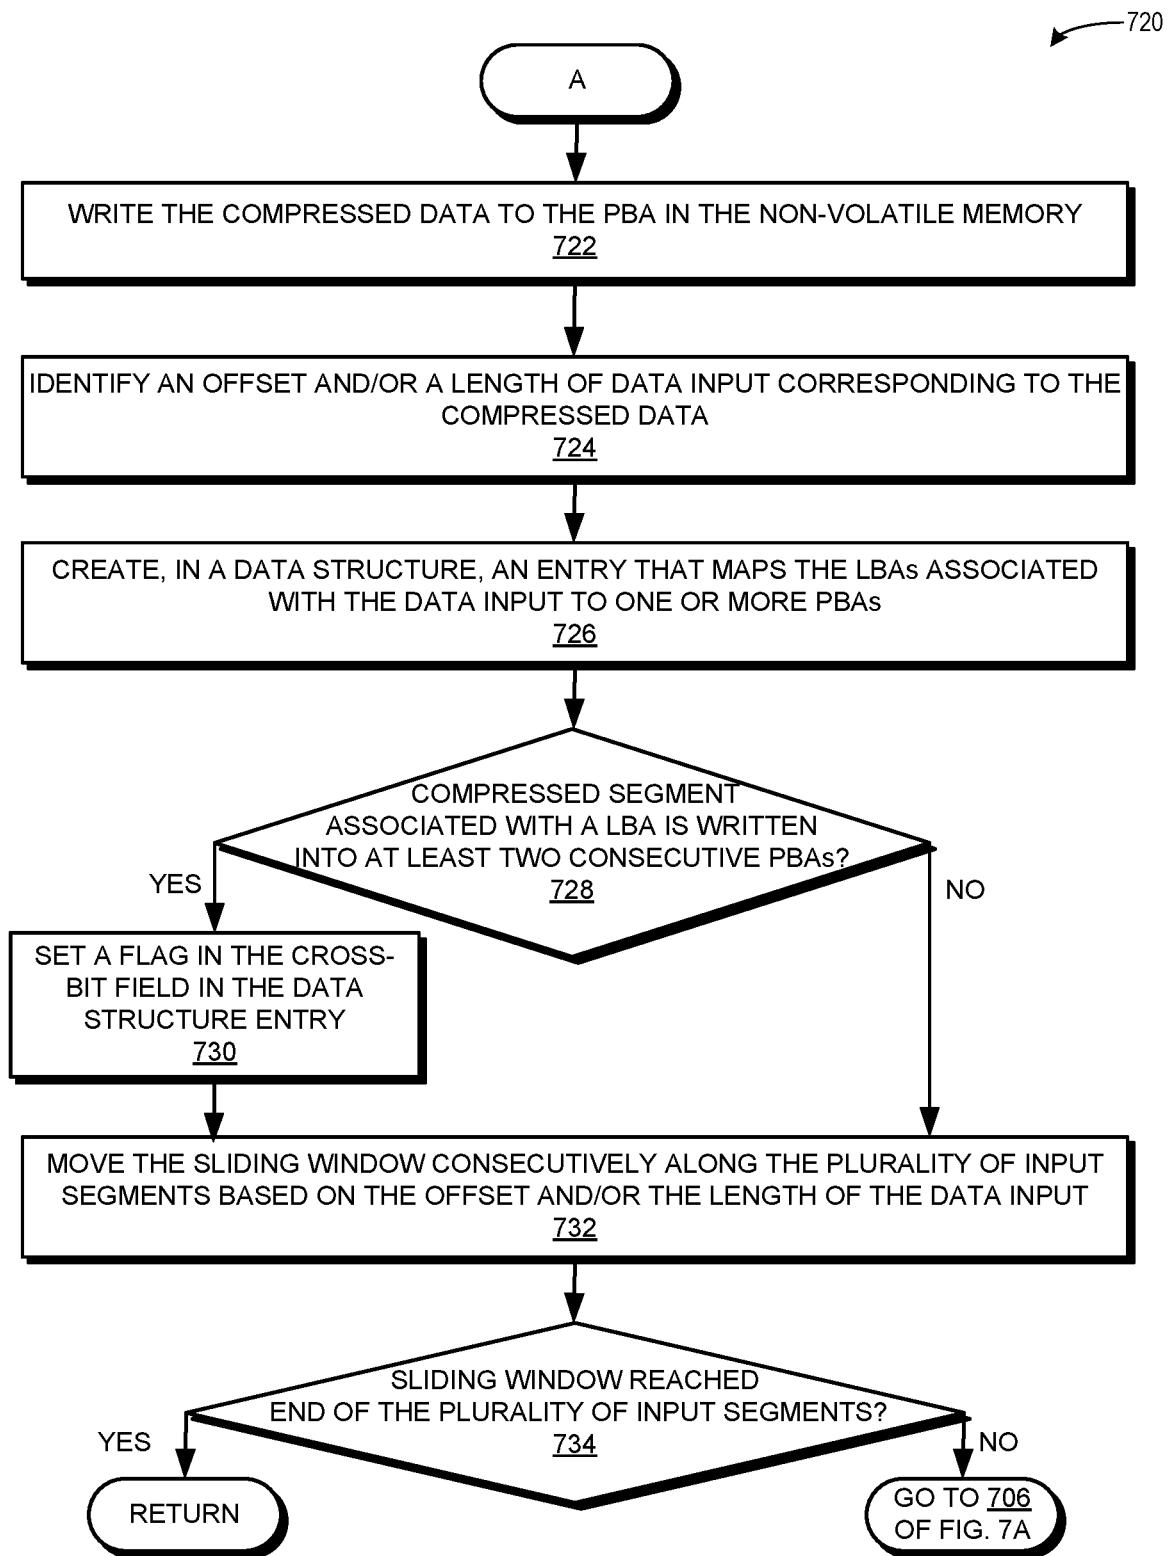 720
A
WRITE THE COMPRESSED DATA TO THE PBA IN THE NON-VOLATILE MEMORY
722
IDENTIFY AN OFFSET AND/OR A LENGTH OF DATA INPUT CORRESPONDING TO THE
COMPRESSED DATA
724
CREATE, IN A DATA STRUCTURE, AN ENTRY THAT MAPS THE LBAs ASSOCIATED
WITH THE DATA INPUT TO ONE OR MORE PBAs
726
COMPRESSED SEGMENT
ASSOCIATED WITH A LBA IS WRITTEN
INTO AT LEAST TWO CONSECUTIVE PBAs?
728
YES
NO
SET A FLAG IN THE CROSS-
BIT FIELD IN THE DATA
STRUCTURE ENTRY
730
MOVE THE SLIDING WINDOW CONSECUTIVELY ALONG THE PLURALITY OF INPUT
SEGMENTS BASED ON THE OFFSET AND/OR THE LENGTH OF THE DATA INPUT
732
SLIDING WINDOW REACHED
END OF THE PLURALITY OF INPUT SEGMENTS?
734
YES
NO
RETURN
GO TO 706
OF FIG. 7A